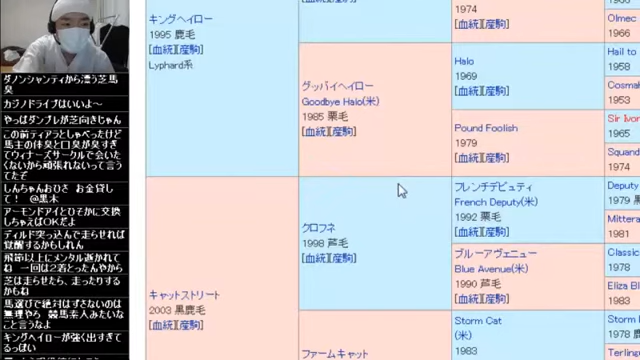 ダノンシャンティから漂う芝馬
臭
カラノドライブはいいよ～
やっぱダンブレが芝向きじゃん
この前ティアラとしゃべったけど
馬主の体臭と口臭が臭すぎ
てウィナーズサークルで会いた
くないから頑張れないって言っ
てたぞ
しんちゃんおひさ お金貸し
て！ @黒木
アーモンドアイとひそかに交換
しちゃえばOKだよ
ディルド突っ込んで走らせれば
覚醒するかもしれん
飛節以上にメンタル悪かれて
ね 一回は2着とったんやから
芝は走らせたら、走ったりする
かもね
馬選びで絶対はずさないのは
無理やろ 競馬素人みたいな
こと言うなよ
キングヘイローが強く出すぎて
るっぽい
キングヘイロー
1995 鹿毛
[血統][産駒]
Lyphard系
キャットストリート
2003 黒鹿毛
[血統][産駒]
グッバイヘイロー
Goodbye Halo(米)
1985 栗毛
[血統][産駒]
クロフネ
1998 芦毛
[血統][産駒]
ファームキャット
1974
[血統][産駒]
Halo
1969
[血統][産駒]
Pound Foolish
1979
[血統][産駒]
フレンチデピュティ
French Deputy(米)
1992 栗毛
[血統][産駒]
ブルーアヴェニュー
Blue Avenue(米)
1990 芦毛
[血統][産駒]
Storm Cat
(米)
1983
Olmec
1966
Hail to
1958
Cosmah
1953
Sir Ivor
1965
Squand
1974
Deputy
1979 黒
Mittera
1981
Classic
1978
Eliza B
1983
Storm
1978 鹿
Terling